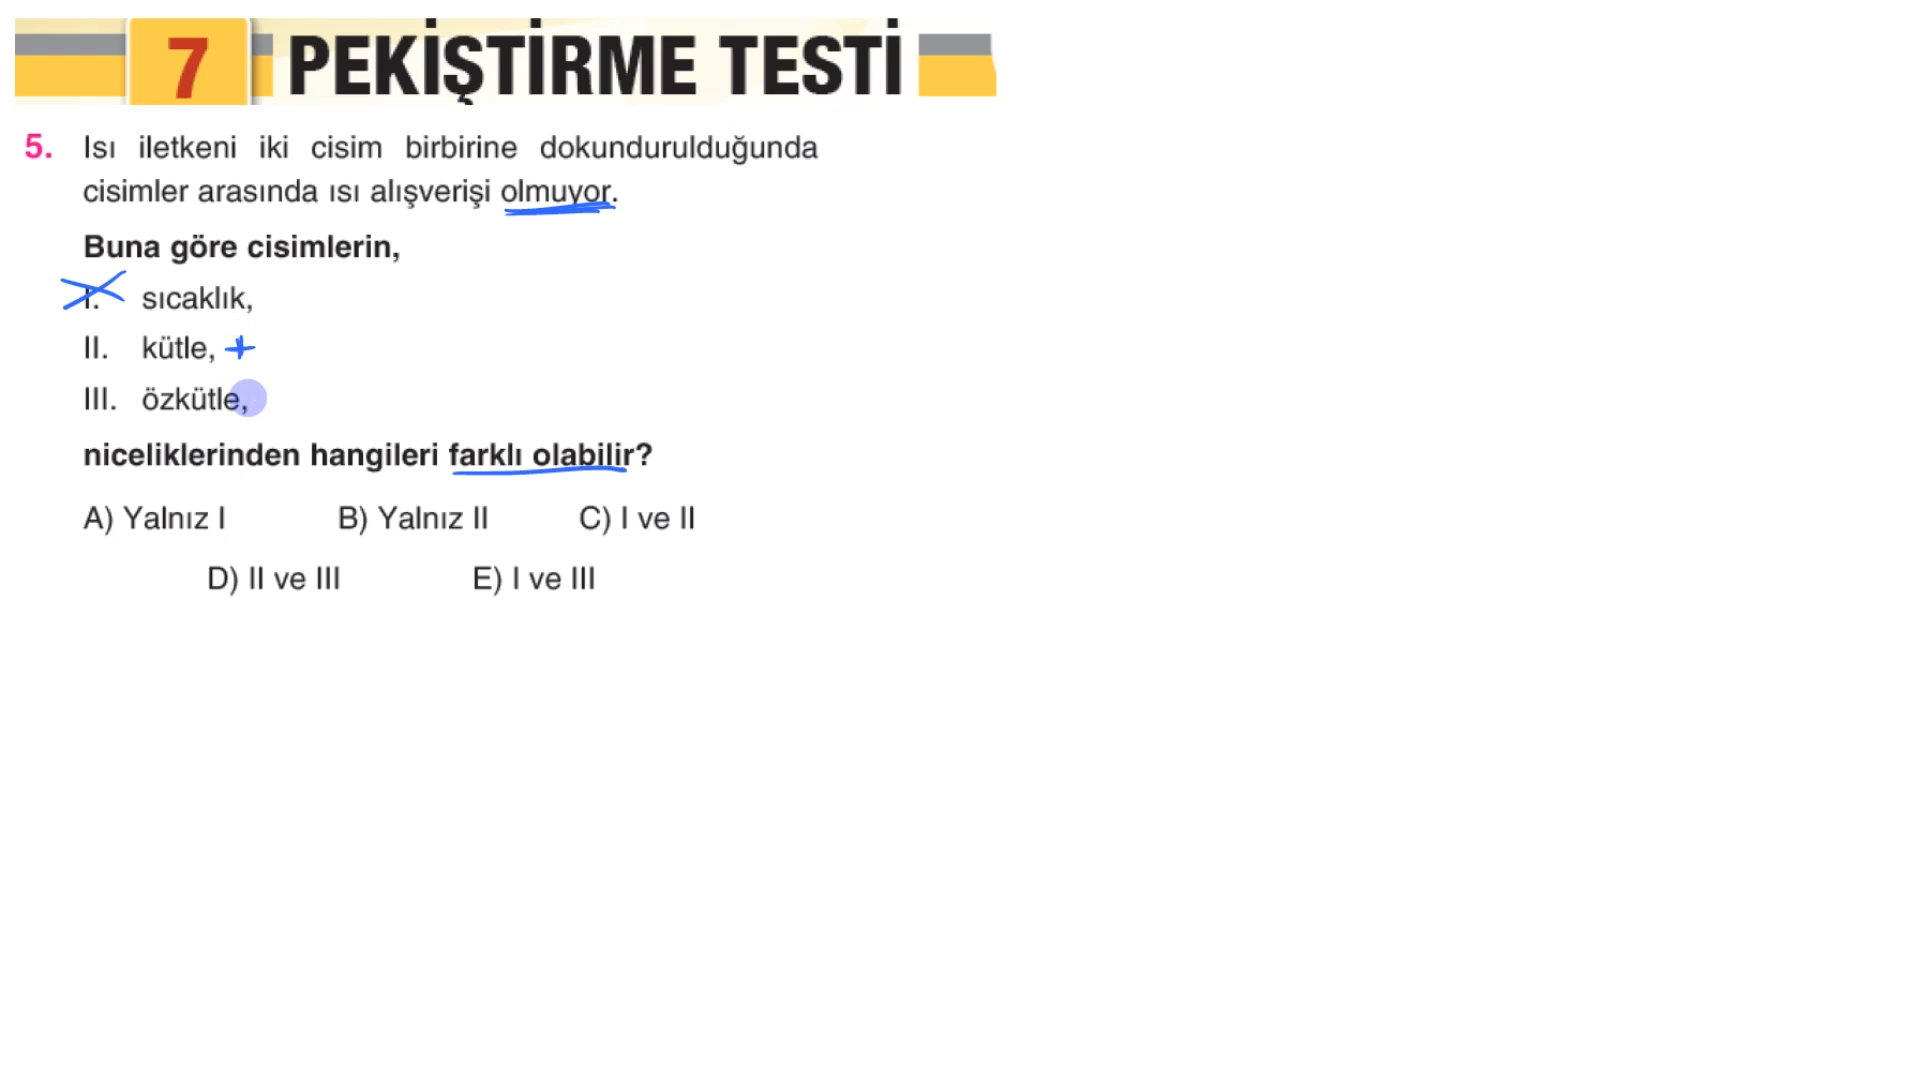 7 PEKİŞTİRME TESTİ
5. Isı iletkeni iki cisim birbirine dokundurulduğunda
cisimler arasında ısı alışverişi olmuyor.
Buna göre cisimlerin,
I. sıcaklık,
II. kütle, +
III. özkütle,
niceliklerinden hangileri farklı olabilir?
A) Yalnız I B) Yalnız II C) I ve II
D) II ve III E) I ve III